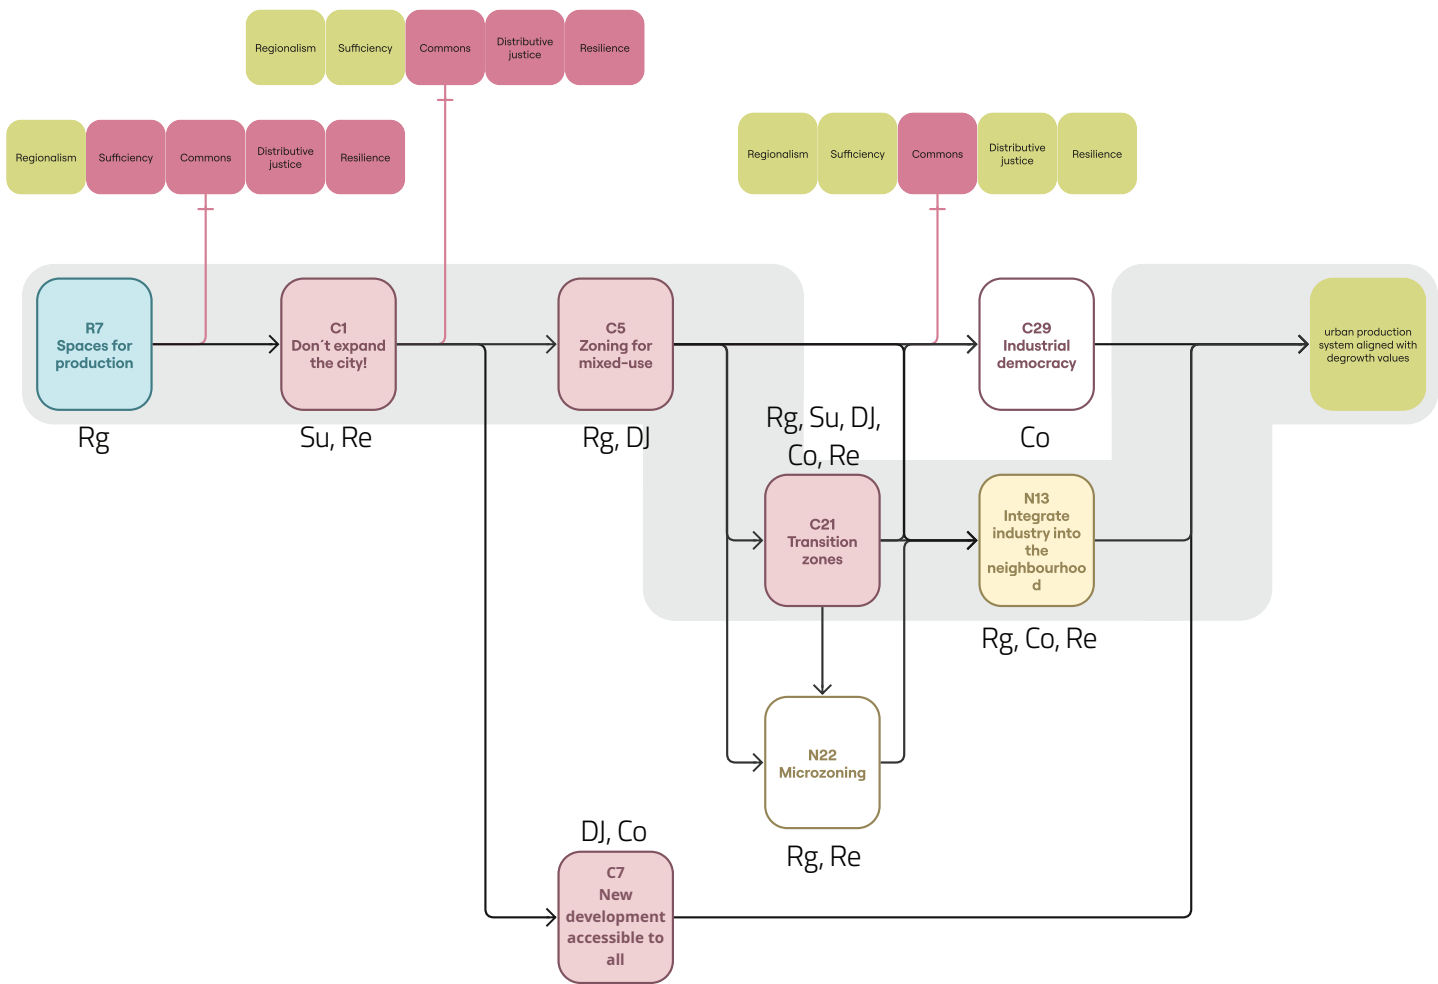 Regionalism
Sufficiency
Commons
Distributive
justice
Resilience
Regionalism
Sufficiency
Commons
Distributive
justice
Resilience
Regionalism
Sufficiency
Commons
Distributive
justice
Resilience
R7
Spaces for
production
Rg
C1
Don´t expand
the city!
Su, Re
C5
Zoning for
mixed-use
Rg, DJ
C29
Industrial
democracy
Co
urban production
system aligned with
degrowth values
Rg, Su, DJ,
Co, Re
C21
Transition
zones
N13
Integrate
industry into
the
neighbourhoo
d
Rg, Co, Re
N22
Microzoning
Rg, Re
DJ, Co
C7
New
development
accessible to
all